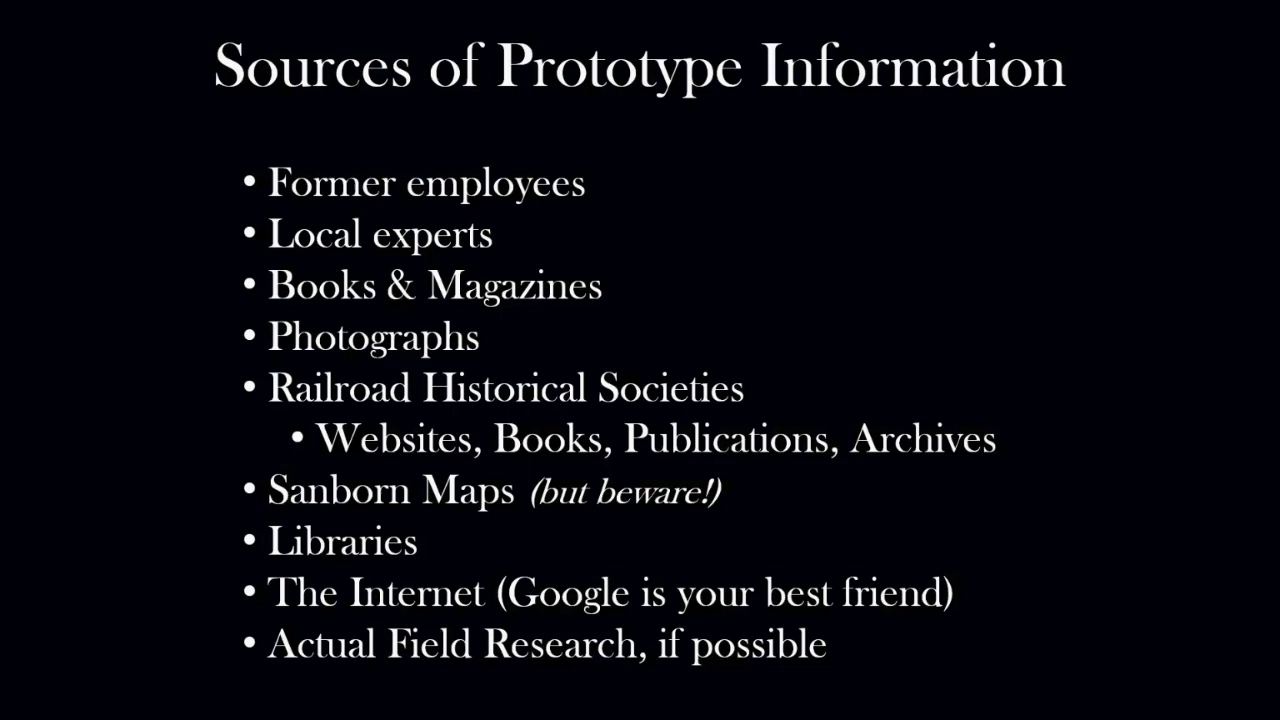 Sources of Prototype Information
• Former employees
• Local experts
• Books & Magazines
• Photographs
• Railroad Historical Societies
• Websites, Books, Publications, Archives
• Sanborn Maps (but beware!)
• Libraries
• The Internet (Google is your best friend)
• Actual Field Research, if possible